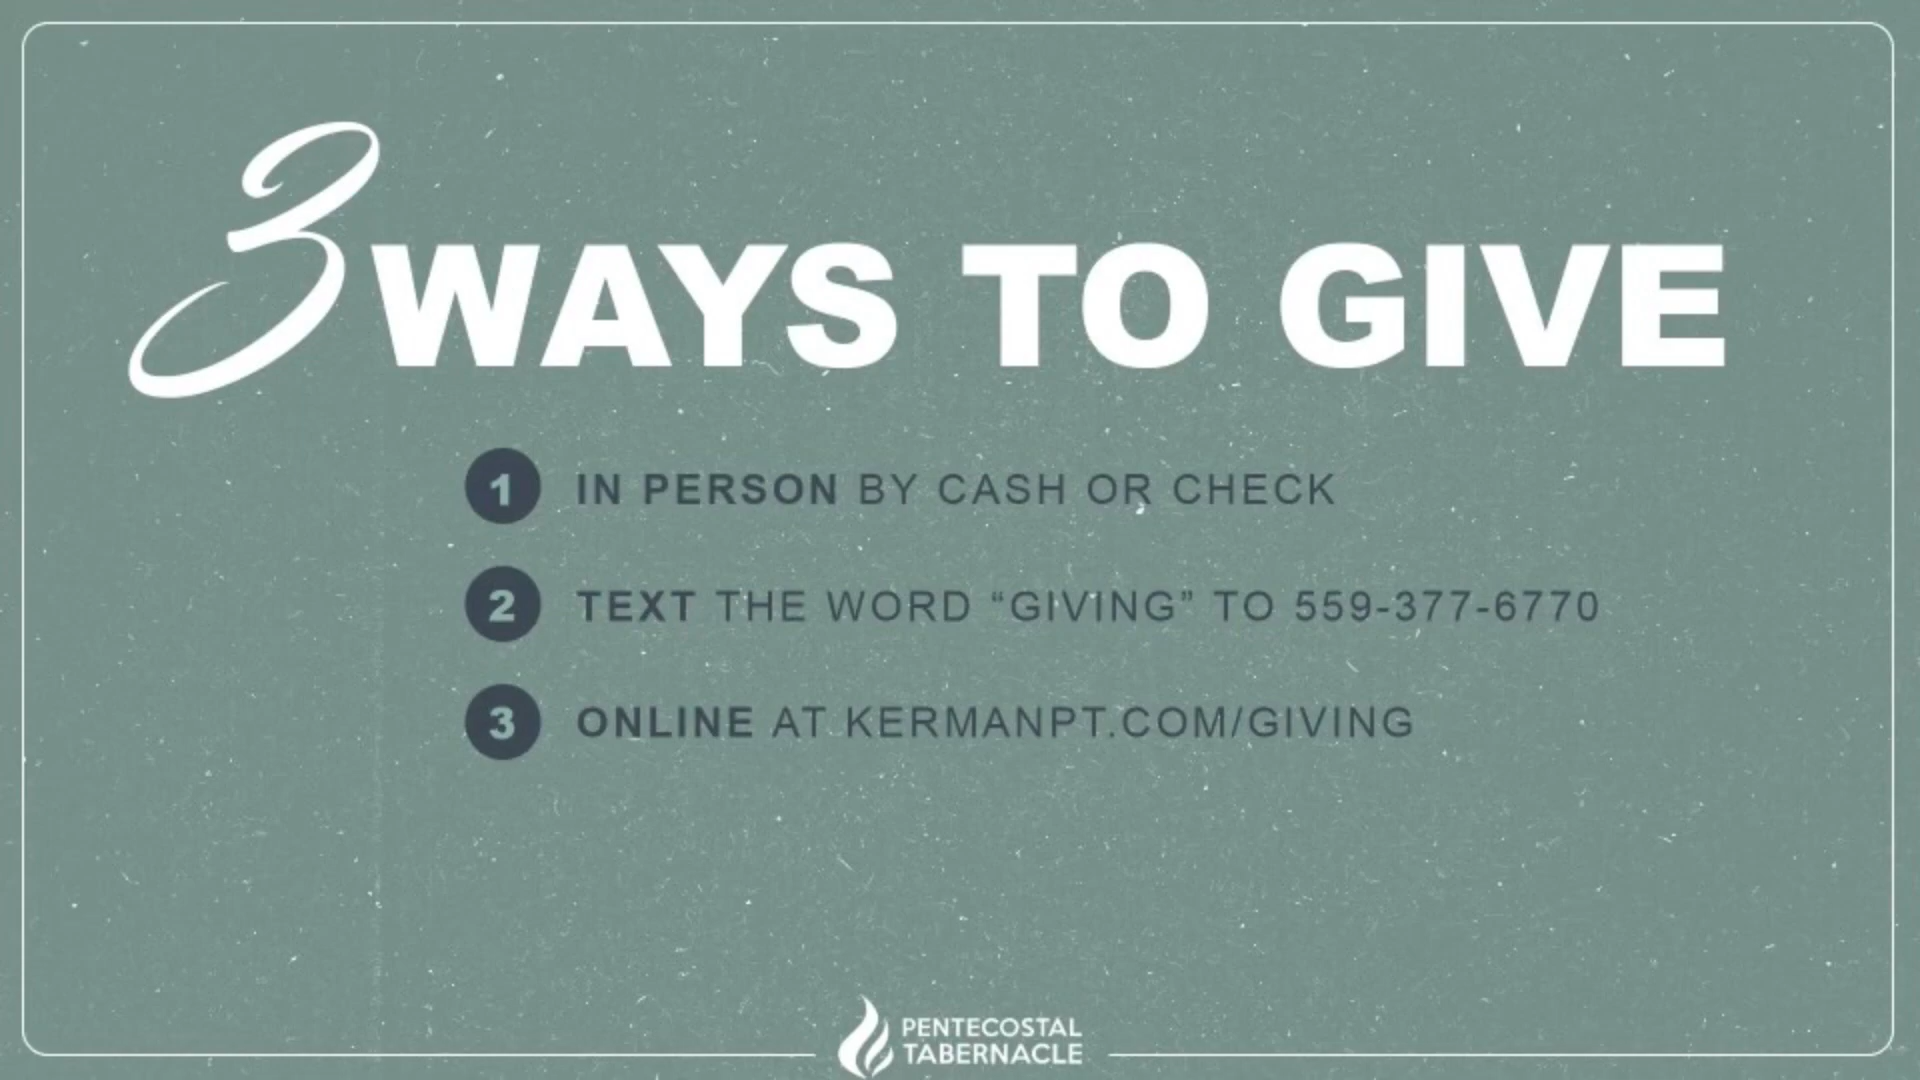 3 WAYS TO GIVE
1 IN PERSON BY CASH OR CHECK
2 TEXT THE WORD “GIVING” TO 559-377-6770
3 ONLINE AT KERMANPT.COM/GIVING
PENTECOSTAL
TABERNACLE